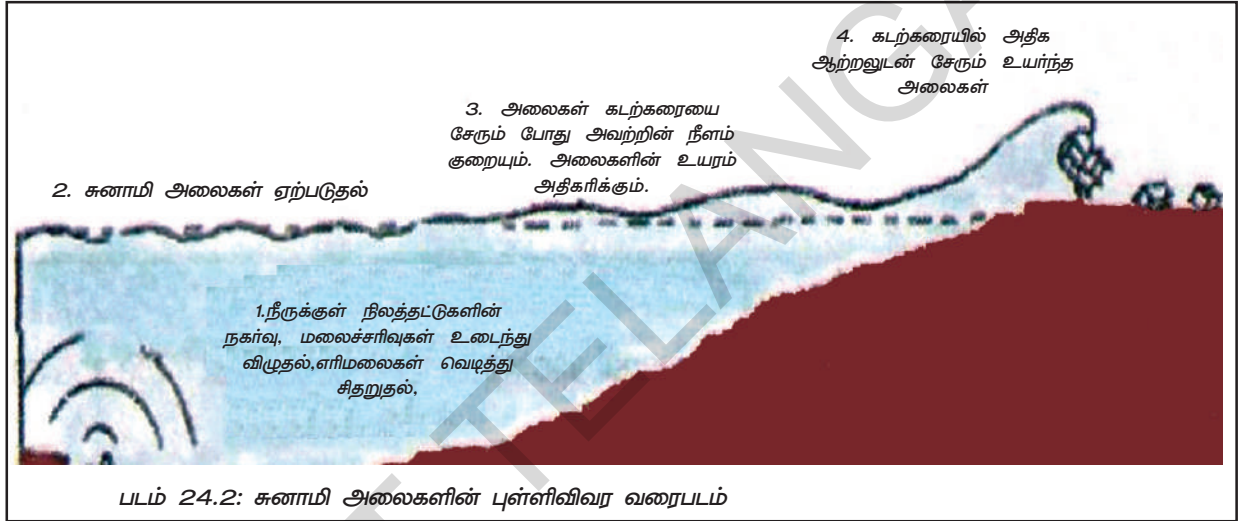 4. கடற்கரையில் அதிக
ஆற்றலுடன் சேரும் உயர்ந்த
அலைகள்
3. அலைகள் கடற்கரையை
சேரும் போது அவற்றின் நீளம்
குறையும். அலைகளின் உயரம்
அதிகரிக்கும்.
2. சுனாமி அலைகள் ஏற்படுதல்
1.நீருக்குள் நிலத்தட்டுகளின்
நகர்வு, மலைச்சரிவுகள் உடைந்து
விழுதல்,எரிமலைகள் வெடித்து
சிதறுதல்,
படம் 24.2: சுனாமி அலைகளின் புள்ளிவிவர வரைபடம்
T TELANGA